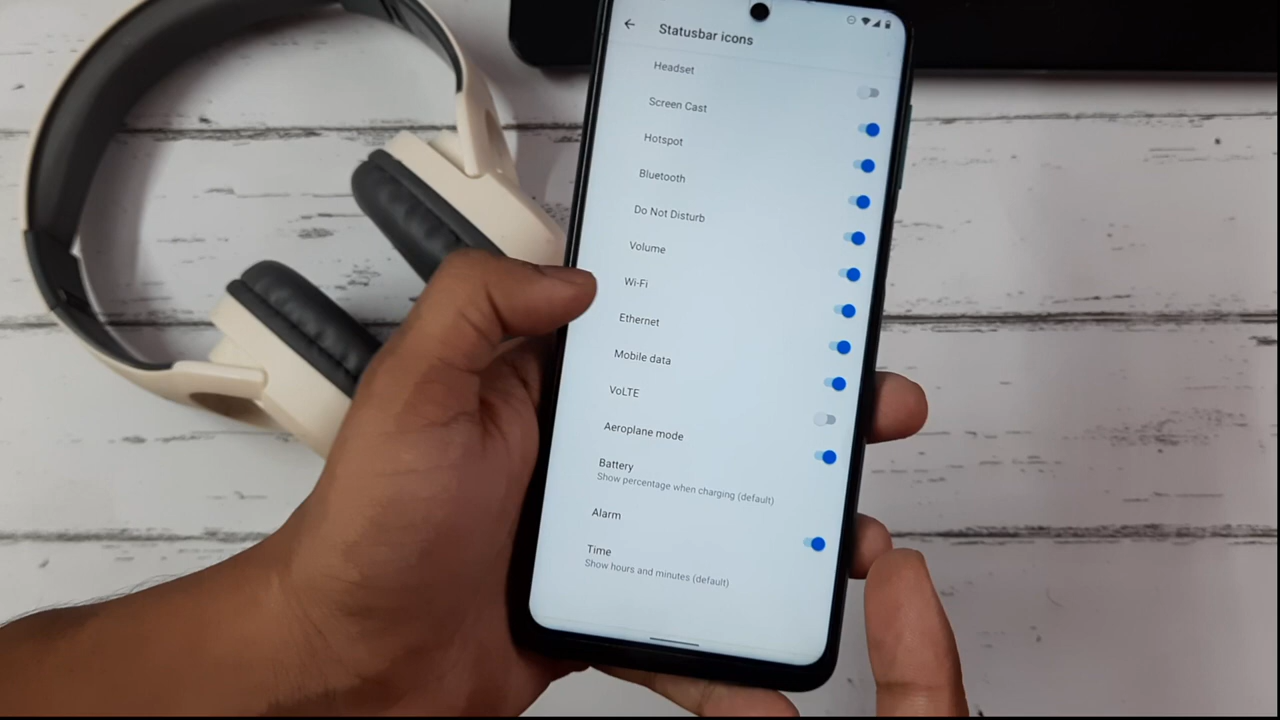 Statusbar icons
Headset
Screen Cast
Hotspot
Bluetooth
Do Not Disturb
Volume
Wi-Fi
Ethernet
Mobile data
VoLTE
Aeroplane mode
Battery
Show percentage when charging (default)
Alarm
Time
Show hours and minutes (default)